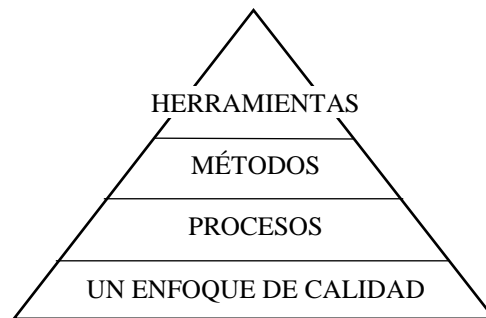 HERRAMIENTAS
MÉTODOS
PROCESOS
UN ENFOQUE DE CALIDAD